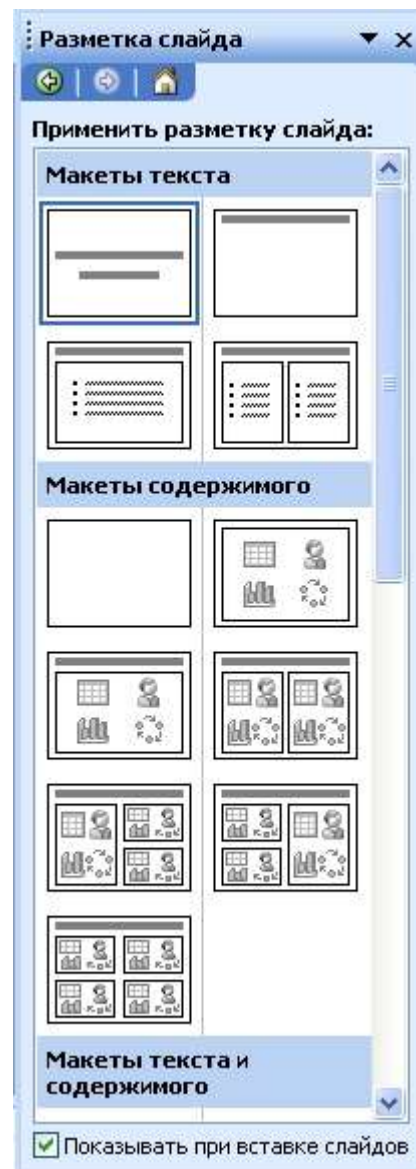 Разметка слайда
Применить разметку слайда:
Макеты текста
Макеты содержимого
Макеты текста и
содержимого
Показывать при вставке слайдов